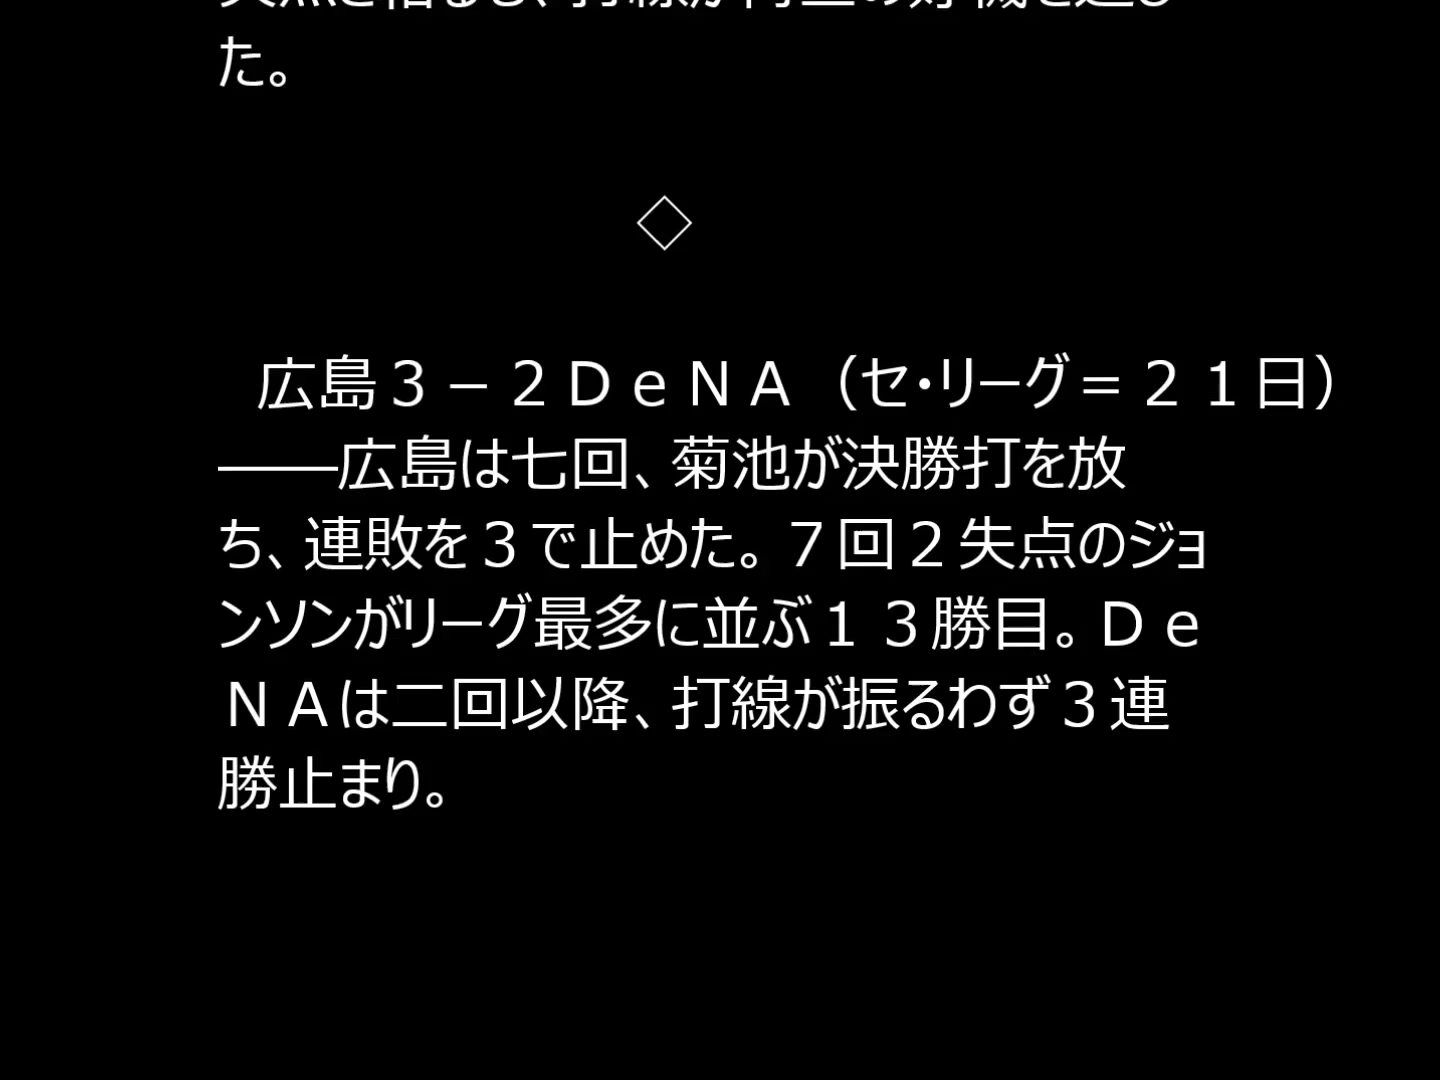 た。
◇
広島３－２ＤｅＮＡ（セ・リーグ＝２１日）
――広島は七回、菊池が決勝打を放
ち、連敗を３で止めた。７回２失点のジョ
ンソンがリーグ最多に並ぶ１３勝目。Ｄｅ
ＮＡは二回以降、打線が振るわず３連
勝止まり。